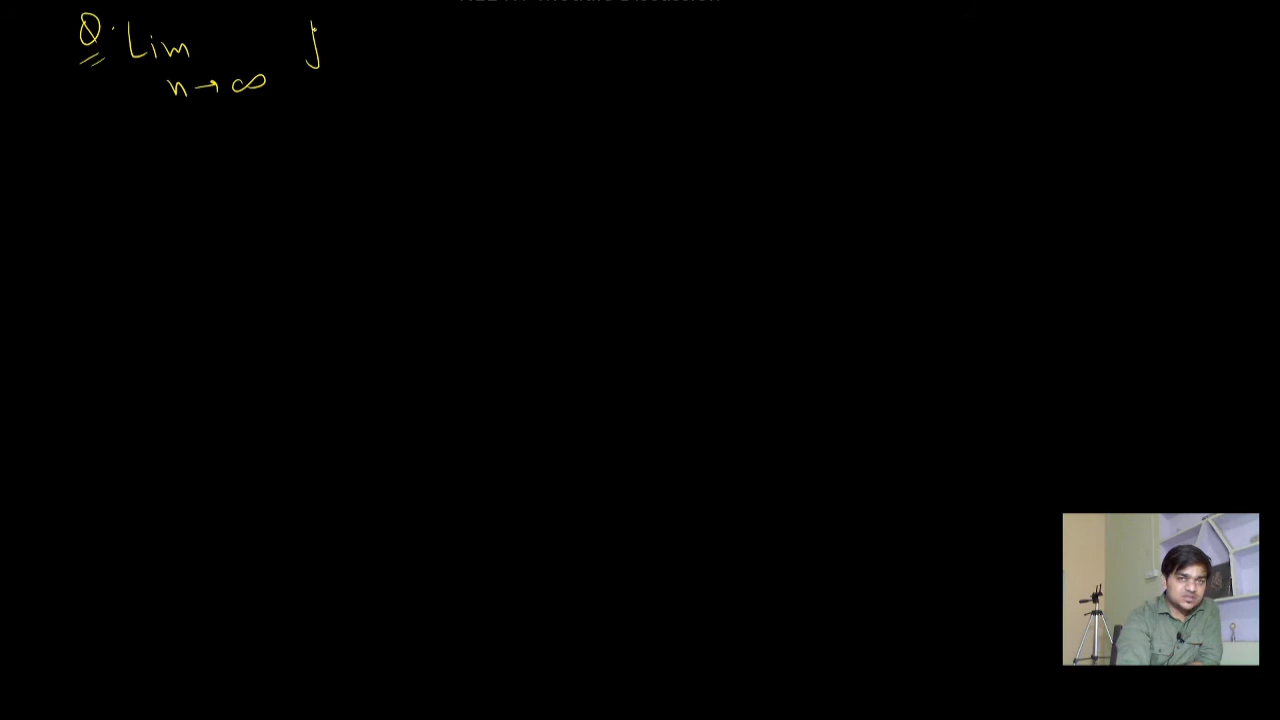 Q. Lim j
n → ∞